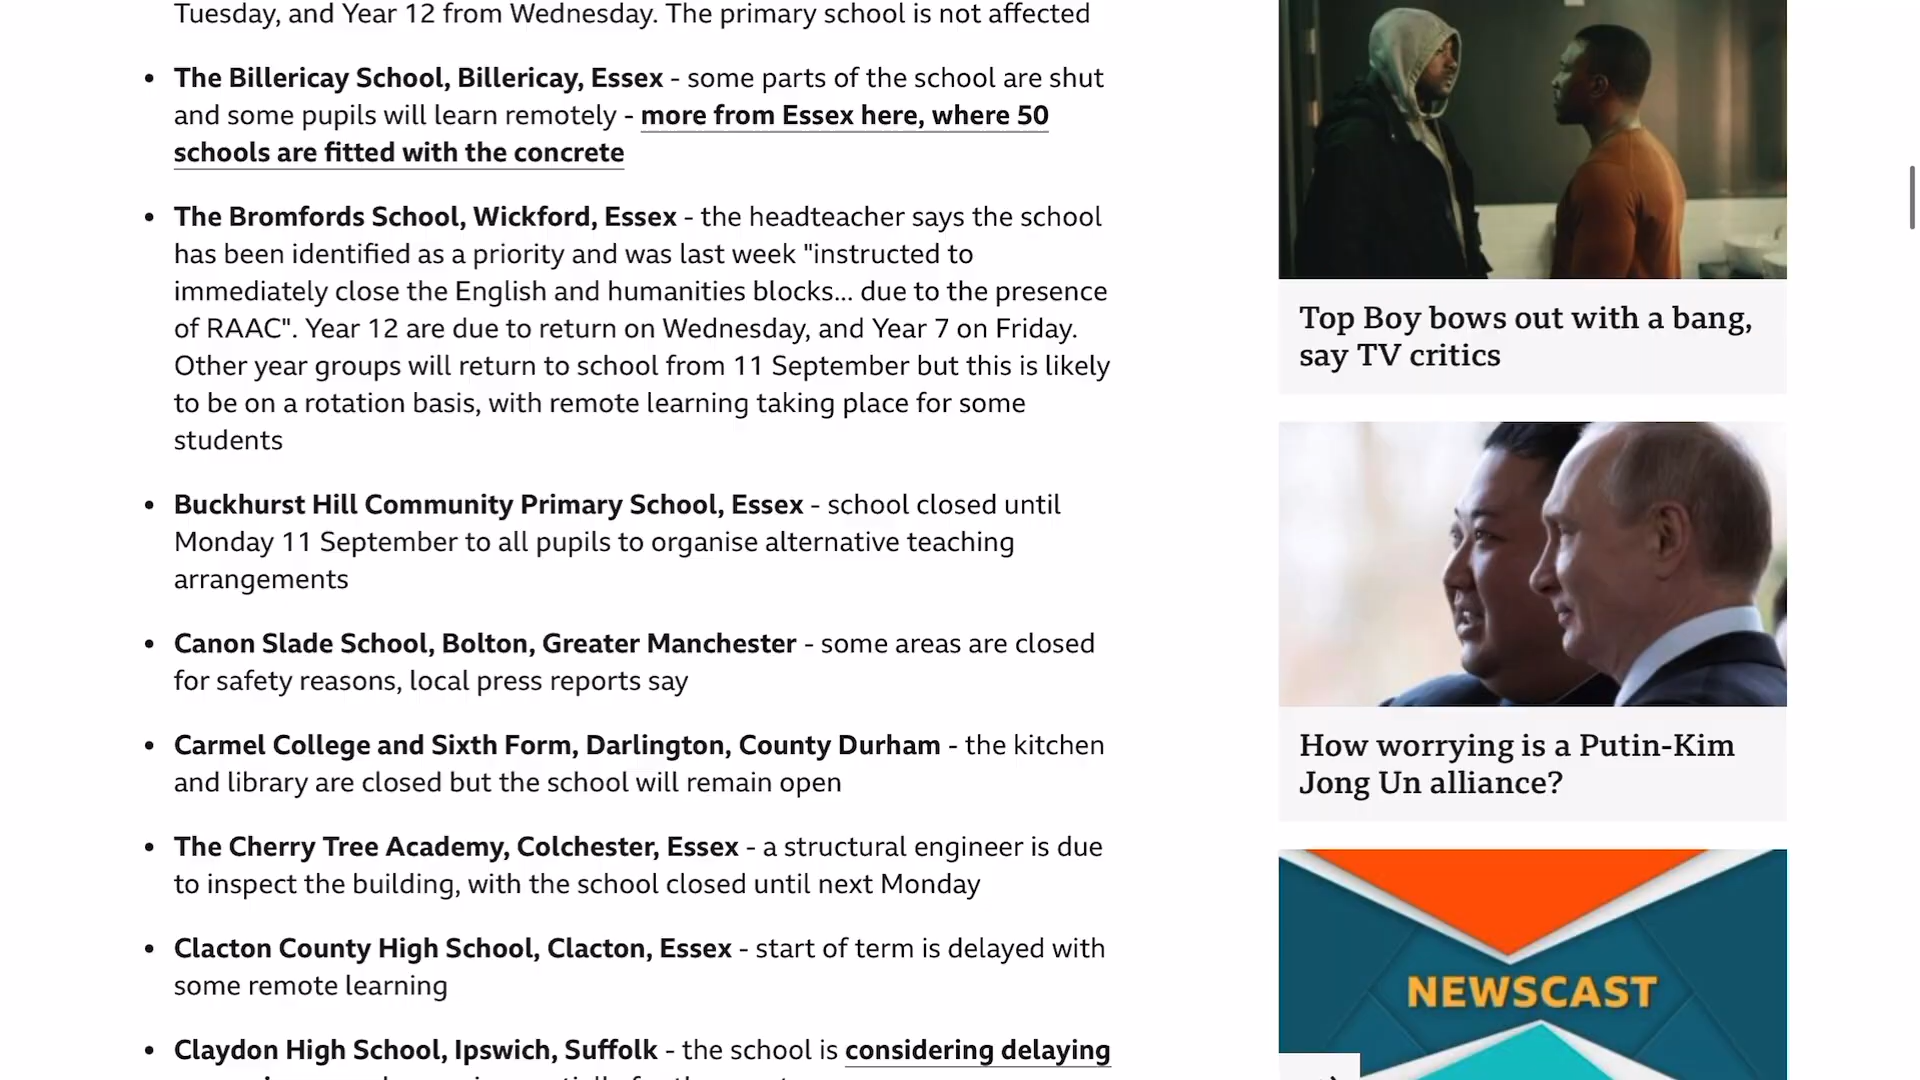 Tuesday, and Year 12 from Wednesday. The primary school is not affected
The Billericay School, Billericay, Essex - some parts of the school are shut
and some pupils will learn remotely - more from Essex here, where 50
schools are fitted with the concrete
The Bromfords School, Wickford, Essex - the headteacher says the school
has been identified as a priority and was last week "instructed to
immediately close the English and humanities blocks... due to the presence
of RAAC". Year 12 are due to return on Wednesday, and Year 7 on Friday.
Other year groups will return to school from 11 September but this is likely
to be on a rotation basis, with remote learning taking place for some
students
Buckhurst Hill Community Primary School, Essex - school closed until
Monday 11 September to all pupils to organise alternative teaching
arrangements
Canon Slade School, Bolton, Greater Manchester - some areas are closed
for safety reasons, local press reports say
Carmel College and Sixth Form, Darlington, County Durham - the kitchen
and library are closed but the school will remain open
The Cherry Tree Academy, Colchester, Essex - a structural engineer is due
to inspect the building, with the school closed until next Monday
Clacton County High School, Clacton, Essex - start of term is delayed with
some remote learning
Claydon High School, Ipswich, Suffolk - the school is considering delaying
Top Boy bows out with a bang,
say TV critics
How worrying is a Putin-Kim
Jong Un alliance?
NEWSCAST